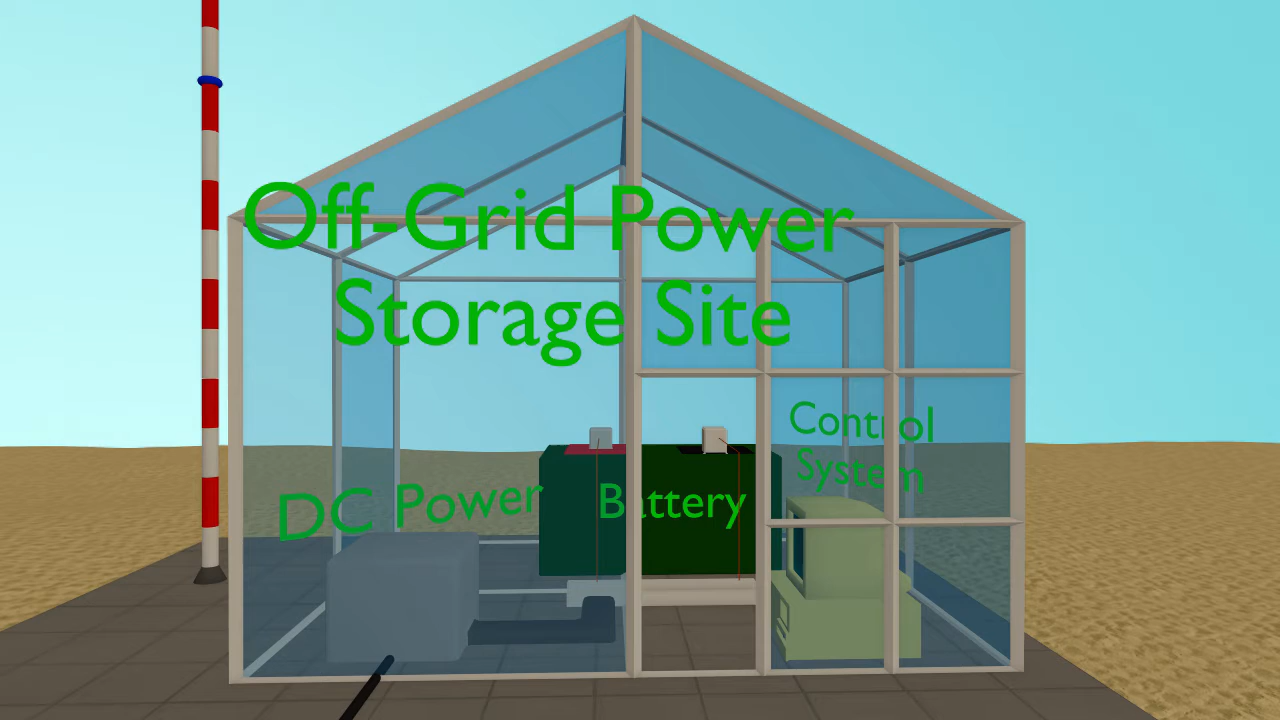 Off-Grid Power
Storage Site
Control
System
DC Power
Battery